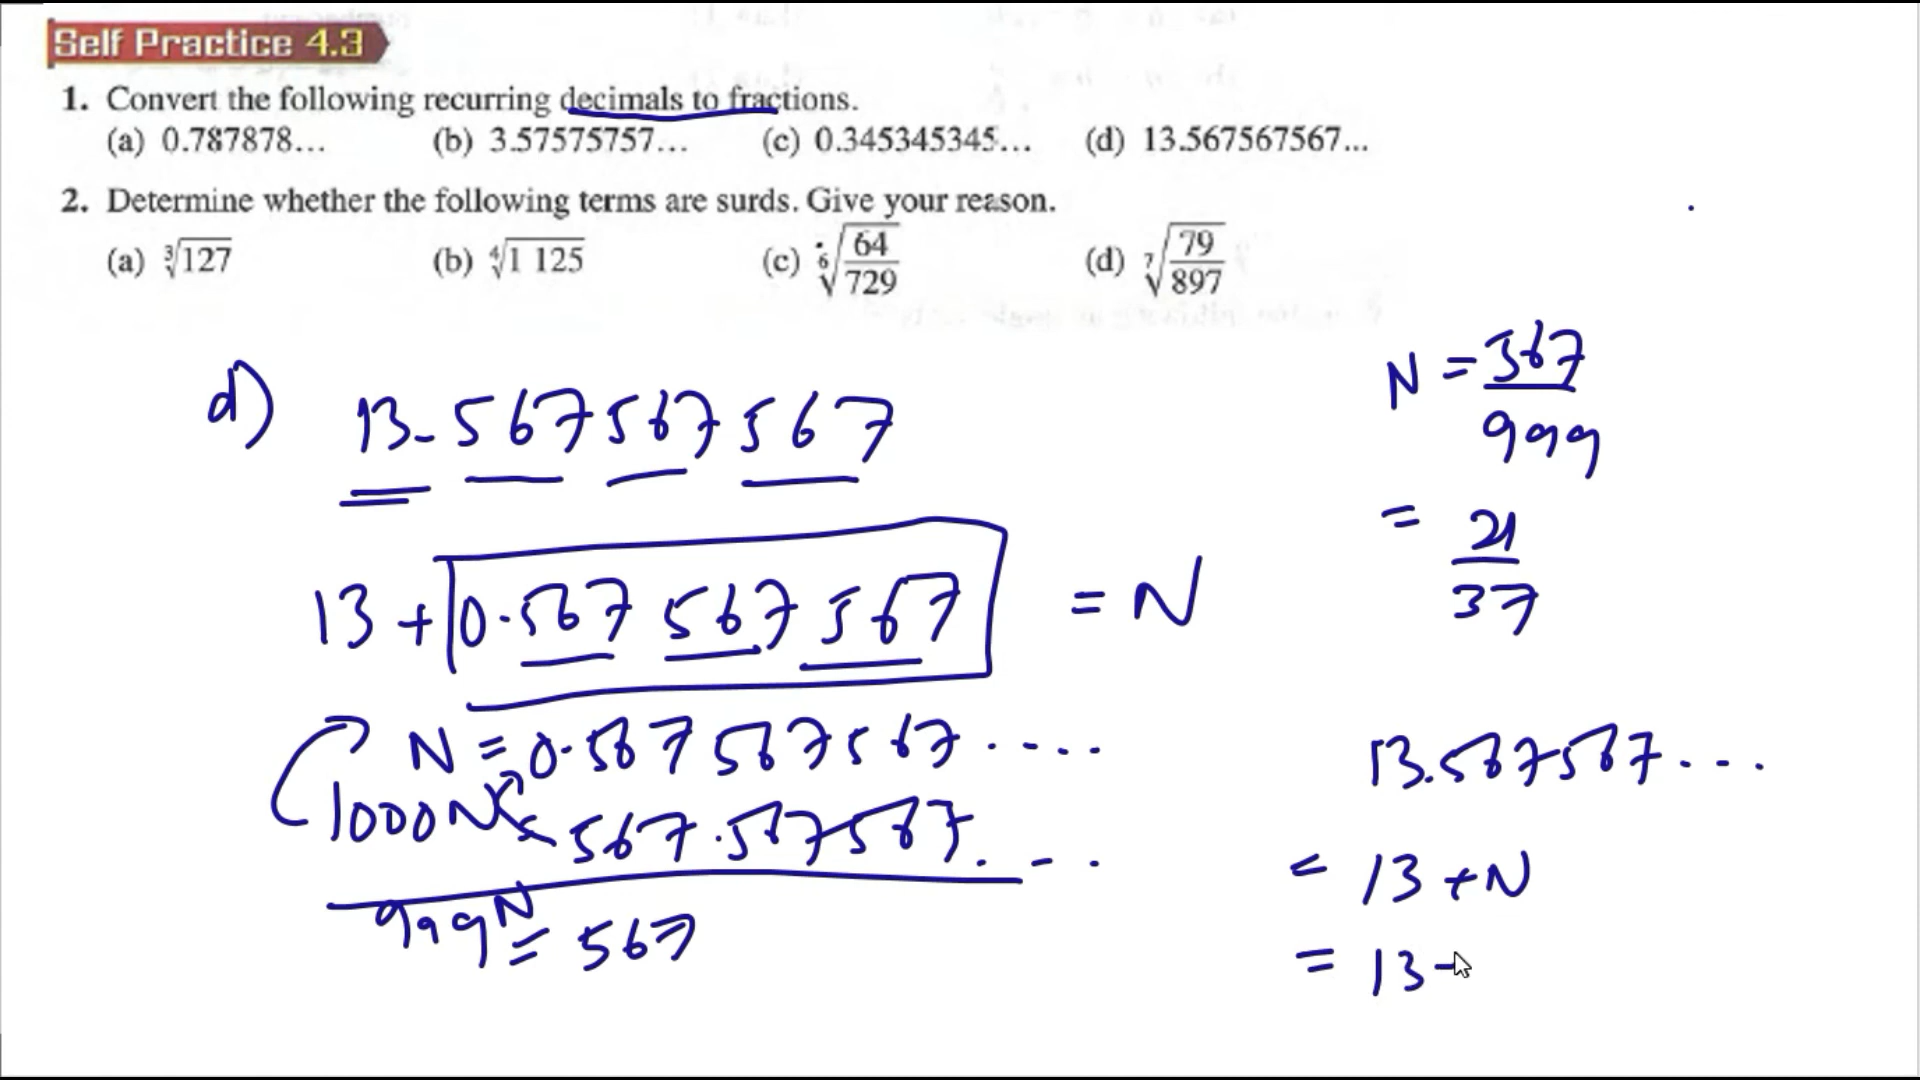 Self Practice 4.3
1. Convert the following recurring decimals to fractions.
(a) 0.787878... (b) 3.57575757... (c) 0.345345345... (d) 13.567567567...
2. Determine whether the following terms are surds. Give your reason.
(a) ∛127 (b) ∜1 125 (c) ⁶√(64/729) (d) ⁷√(79/897)
d) 13.567567567
13 + 0.567 567 567 = N
N = 0.567567567....
1000N = 567.567567...
999N = 567
N = 567/999
= 21/37
13.567567...
= 13 + N
= 13 -